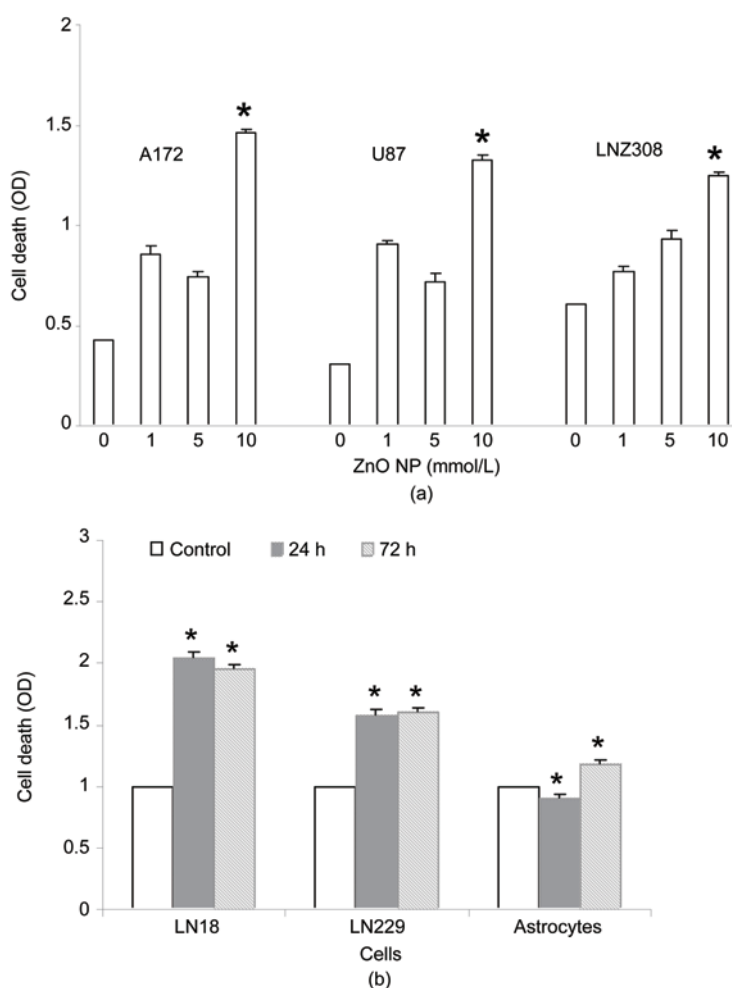 2
1.5
1
0.5
0
Cell death (OD)
A172
U87
LNZ308
*
*
*
0 1 5 10 0 1 5 10 0 1 5 10
ZnO NP (mmol/L)
(a)
3
2.5
2
1.5
1
0.5
0
Cell death (OD)
Control 24 h 72 h
* *
* *
* *
LN18 LN229 Astrocytes
Cells
(b)